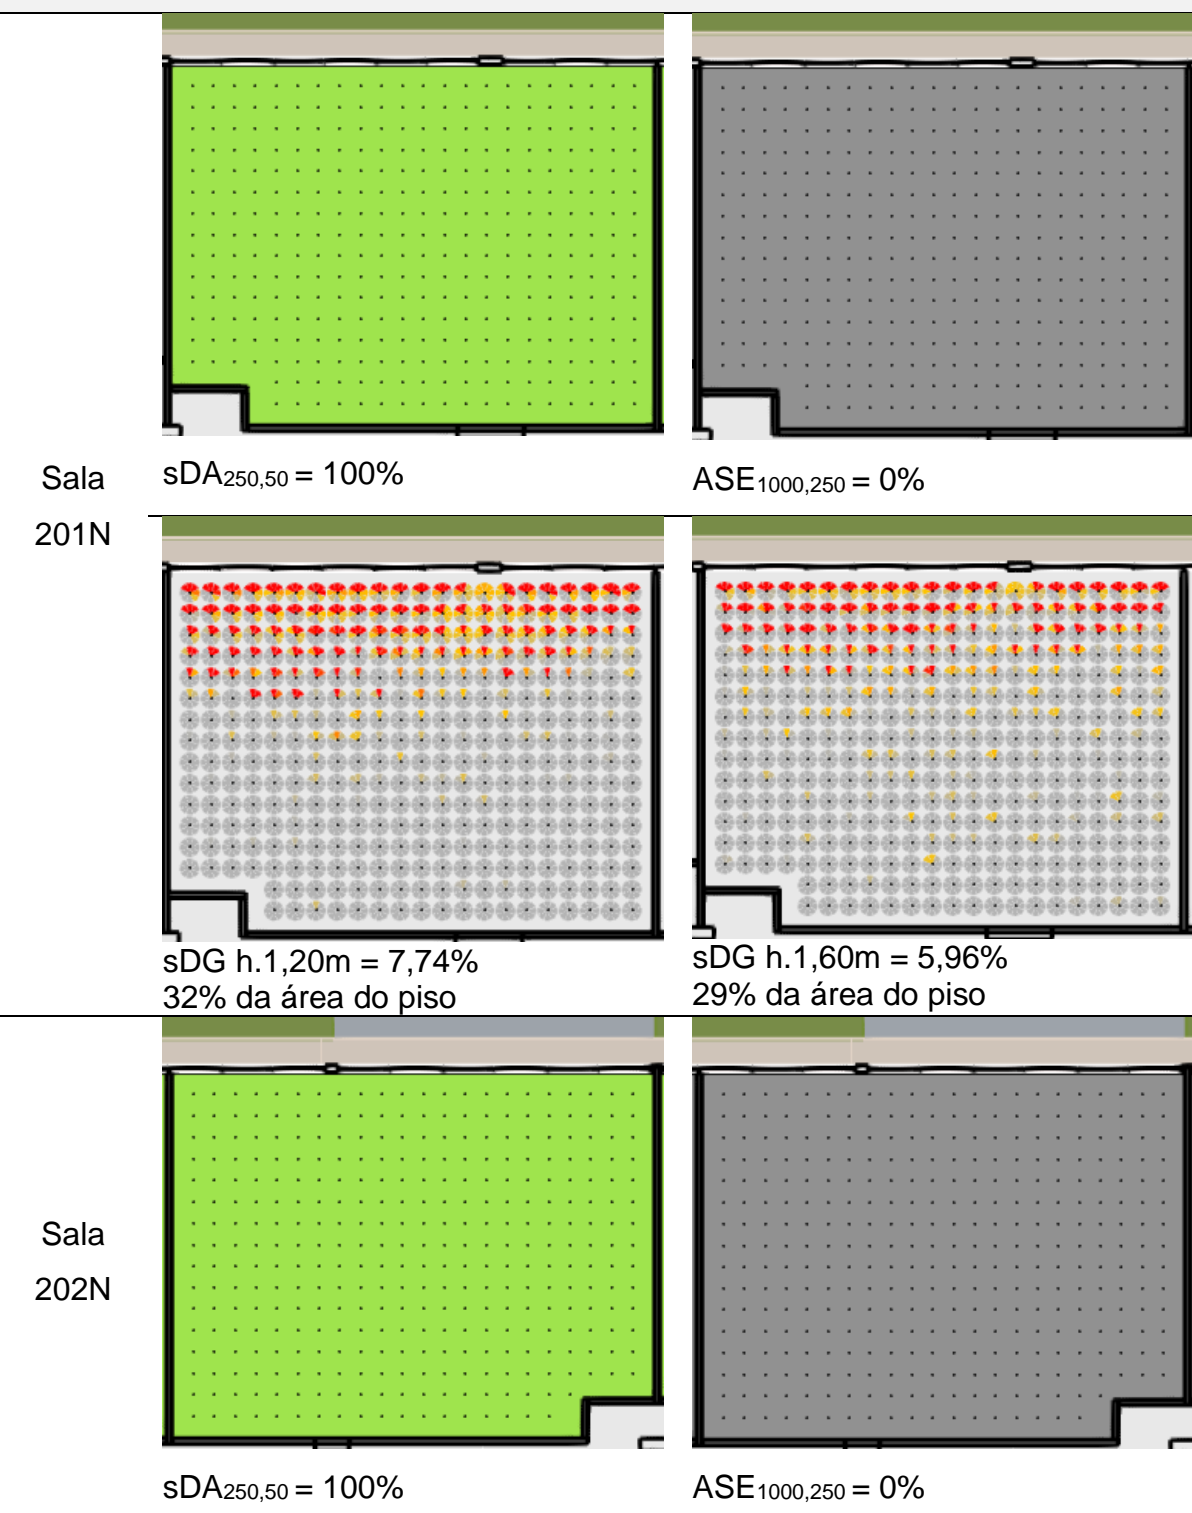 Sala
201N
sDA250,50 = 100%
ASE1000,250 = 0%
sDG h.1,20m = 7,74%
32% da área do piso
sDG h.1,60m = 5,96%
29% da área do piso
Sala
202N
sDA250,50 = 100%
ASE1000,250 = 0%